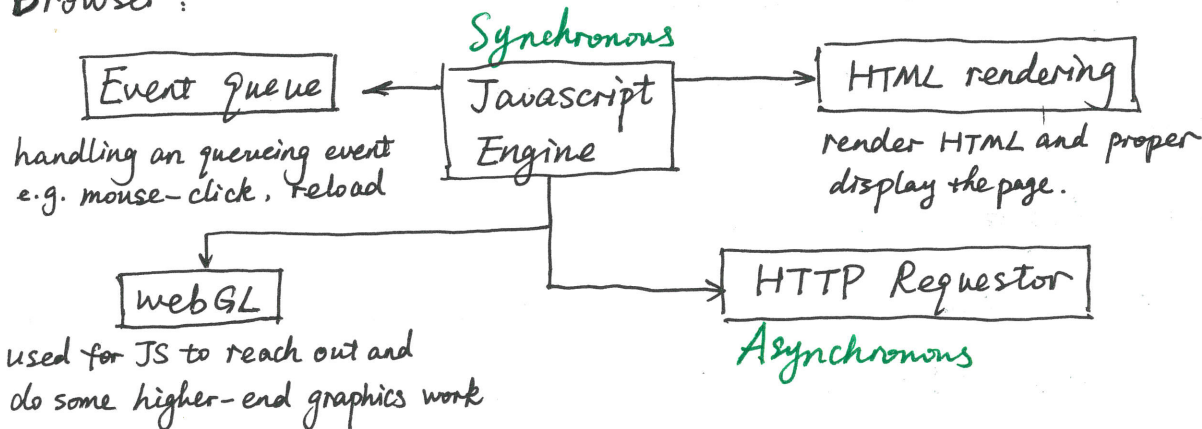 Browser :
Synchronous
Event queue
Javascript
Engine
HTML rendering
handling an queueing event
e.g. mouse-click, reload
render HTML and proper
display the page.
webGL
used for JS to reach out and
do some higher-end graphics work
HTTP Requestor
Asynchronous